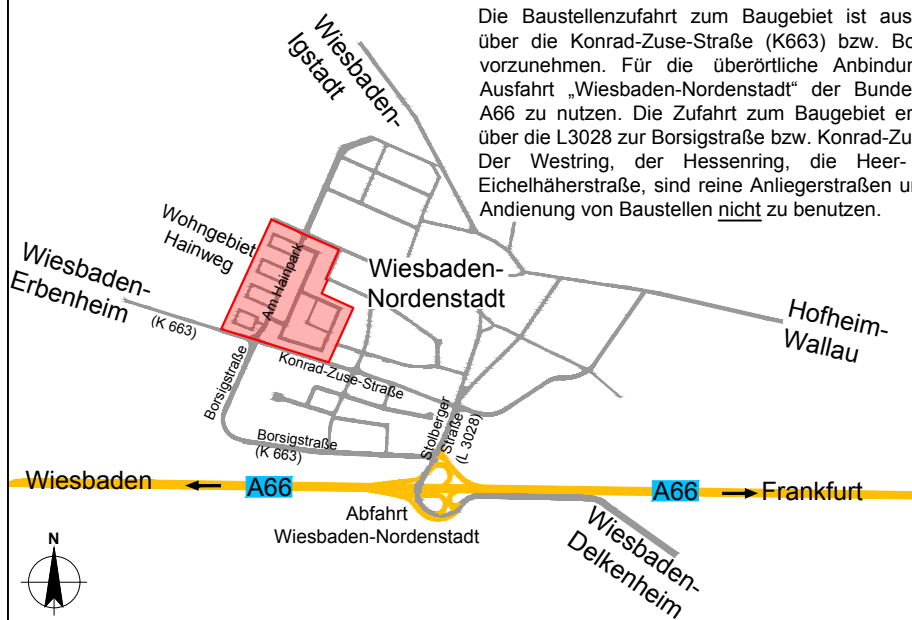 Die Baustellenzufahrt zum Baugebiet ist aus
über die Konrad-Zuse-Straße (K663) bzw. Bo
vorzunehmen. Für die überörtliche Anbindu
Ausfahrt „Wiesbaden-Nordenstadt“ der Bunde
A66 zu nutzen. Die Zufahrt zum Baugebiet er
über die L3028 zur Borsigstraße bzw. Konrad-Zu
Der Westring, der Hessenring, die Heer-
Eichelhäherstraße, sind reine Anliegerstraßen u
Andienung von Baustellen nicht zu benutzen.
Wiesbaden-
Igstadt
Wohngebiet
Hainweg
Am Hainpark
Wiesbaden-
Erbenheim
(K 663)
Wiesbaden-
Nordenstadt
Hofheim-
Wallau
Borsigstraße
Konrad-Zuse-Straße
Borsigstraße
(K 663)
Stolberger
Straße
(L 3028)
Wiesbaden
A66
A66
Frankfurt
Abfahrt
Wiesbaden-Nordenstadt
Wiesbaden-
Delkenheim
N